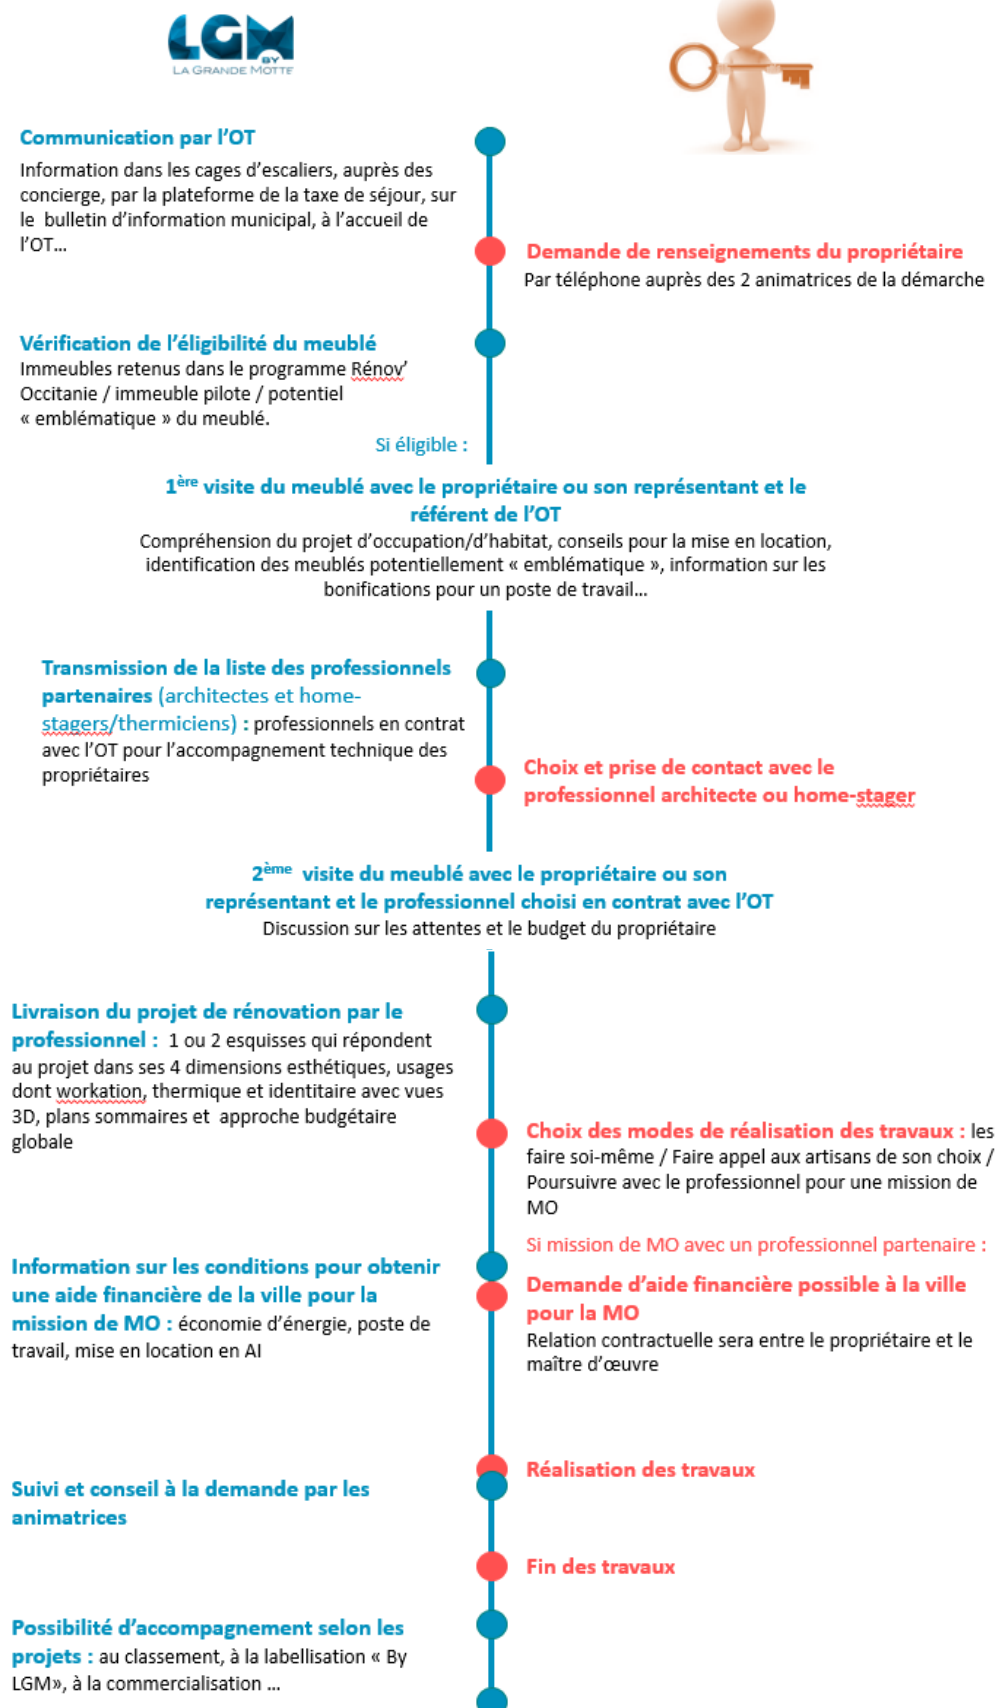 LGM
BY
LA GRANDE MOTTE
Communication par l'OT
Information dans les cages d'escaliers, auprès des
concierge, par la plateforme de la taxe de séjour, sur
le bulletin d'information municipal, à l'accueil de
l'OT...
Demande de renseignements du propriétaire
Par téléphone auprès des 2 animatrices de la démarche
Vérification de l'éligibilité du meublé
Immeubles retenus dans le programme Rénov'
Occitanie / immeuble pilote / potentiel
« emblématique » du meublé.
Si éligible :
1ère visite du meublé avec le propriétaire ou son représentant et le
référent de l'OT
Compréhension du projet d'occupation/d'habitat, conseils pour la mise en location,
identification des meublés potentiellement « emblématique », information sur les
bonifications pour un poste de travail...
Transmission de la liste des professionnels
partenaires (architectes et home-
stagers/thermiciens) : professionnels en contrat
avec l'OT pour l'accompagnement technique des
propriétaires
Choix et prise de contact avec le
professionnel architecte ou home-stager
2ème visite du meublé avec le propriétaire ou son
représentant et le professionnel choisi en contrat avec l'OT
Discussion sur les attentes et le budget du propriétaire
Livraison du projet de rénovation par le
professionnel : 1 ou 2 esquisses qui répondent
au projet dans ses 4 dimensions esthétiques, usages
dont workation, thermique et identitaire avec vues
3D, plans sommaires et approche budgétaire
globale
Choix des modes de réalisation des travaux : les
faire soi-même / Faire appel aux artisans de son choix /
Poursuivre avec le professionnel pour une mission de
MO
Si mission de MO avec un professionnel partenaire :
Information sur les conditions pour obtenir
une aide financière de la ville pour la
mission de MO : économie d'énergie, poste de
travail, mise en location en AI
Demande d'aide financière possible à la ville
pour la MO
Relation contractuelle sera entre le propriétaire et le
maître d'œuvre
Réalisation des travaux
Suivi et conseil à la demande par les
animatrices
Fin des travaux
Possibilité d'accompagnement selon les
projets : au classement, à la labellisation « By
LGM», à la commercialisation ...